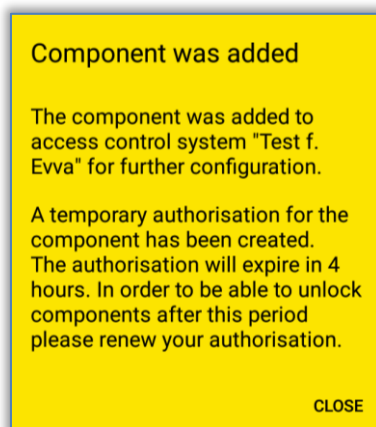 Component was added
The component was added to
access control system "Test f.
Evva" for further configuration.
A temporary authorisation for the
component has been created.
The authorisation will expire in 4
hours. In order to be able to unlock
components after this period
please renew your authorisation.
CLOSE